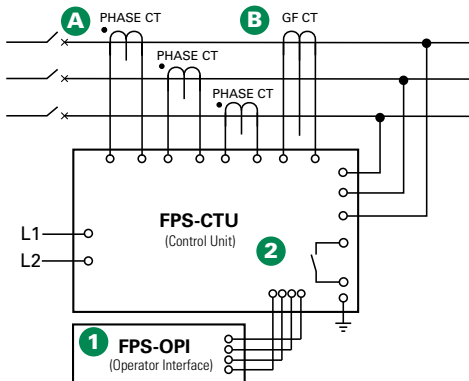 A PHASE CT
B GF CT
PHASE CT
PHASE CT
FPS-CTU
(Control Unit)
L1
L2
2
1 FPS-OPI
(Operator Interface)